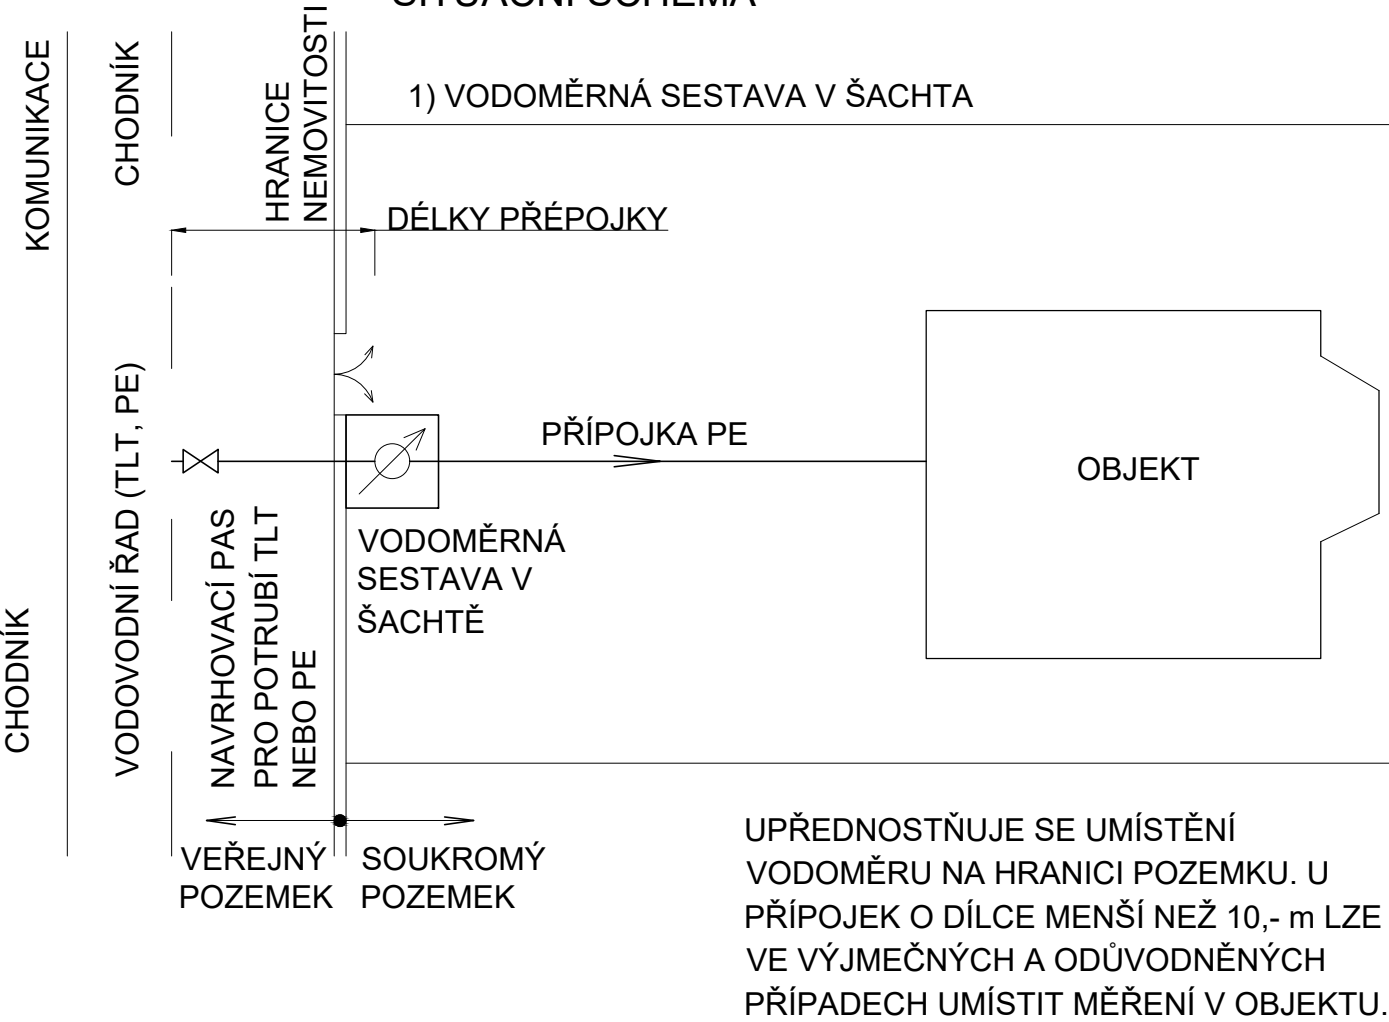 SITUAČNÍ SCHÉMA
KOMUNIKACE
CHODNÍK
HRANICE
NEMOVITOSTI
1) VODOMĚRNÁ SESTAVA V ŠACHTA
DÉLKY PŘÉPOJKY
PŘÍPOJKA PE
OBJEKT
VODOMĚRNÁ
SESTAVA V
ŠACHTĚ
CHODNÍK
VODOVODNÍ ŘAD (TLT, PE)
NAVRHOVACÍ PAS
PRO POTRUBÍ TLT
NEBO PE
VEŘEJNÝ
POZEMEK
SOUKROMÝ
POZEMEK
UPŘEDNOSTŇUJE SE UMÍSTĚNÍ
VODOMĚRU NA HRANICI POZEMKU. U
PŘÍPOJEK O DÍLCE MENŠÍ NEŽ 10,- m LZE
VE VÝJMEČNÝCH A ODŮVODNĚNÝCH
PŘÍPADECH UMÍSTIT MĚŘENÍ V OBJEKTU.